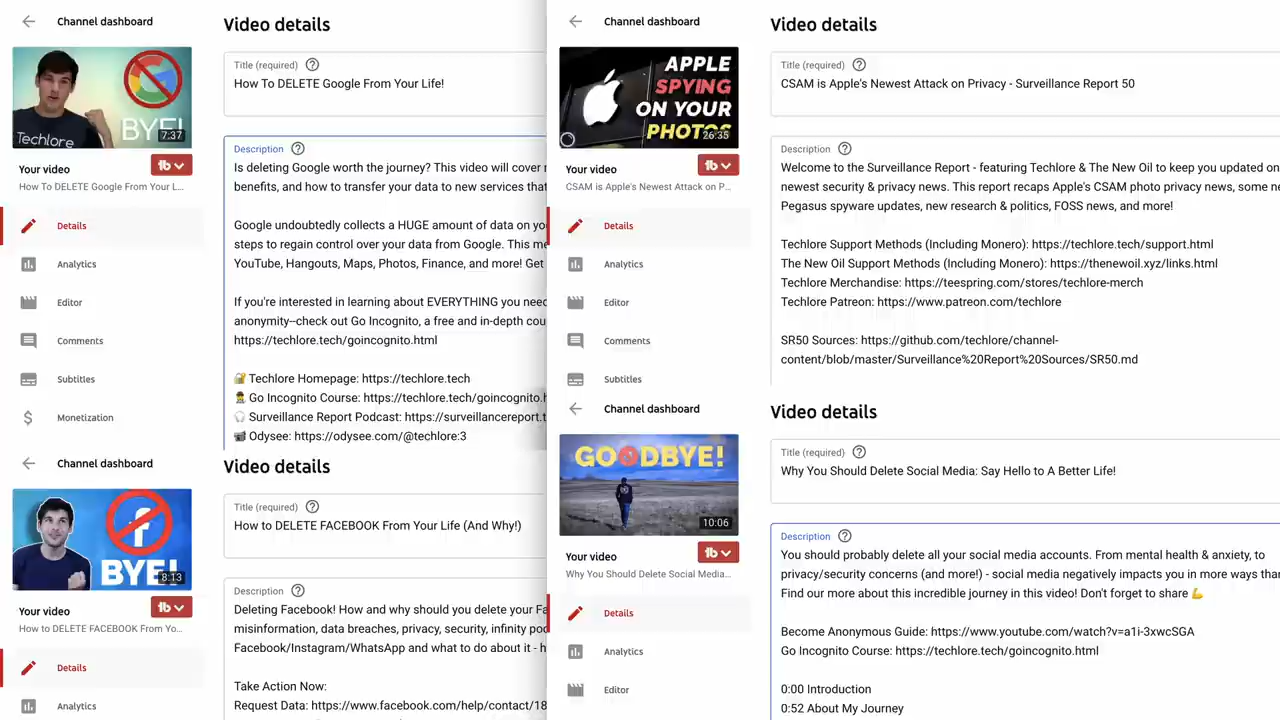 Channel dashboard
Techlore
BYE!
7:37
Your video
How To DELETE Google From Your L...
Details
Analytics
Editor
Comments
Subtitles
Monetization
Video details
Title (required)
How To DELETE Google From Your Life!
Description
Is deleting Google worth the journey? This video will cover
benefits, and how to transfer your data to new services that
Google undoubtedly collects a HUGE amount of data on yo
steps to regain control over your data from Google. This me
YouTube, Hangouts, Maps, Photos, Finance, and more! Get
If you're interested in learning about EVERYTHING you need
anonymity--check out Go Incognito, a free and in-depth cou
https://techlore.tech/goincognito.html
🔐 Techlore Homepage: https://techlore.tech
Go Incognito Course: https://techlore.tech/goincognito.h
Surveillance Report Podcast: https://surveillancereport.t
Odysee: https://odysee.com/@techlore:3
Channel dashboard
BYE!
8:13
Your video
How to DELETE FACEBOOK From Yo...
Details
Analytics
Video details
Title (required)
How to DELETE FACEBOOK From Your Life (And Why!)
Description
Deleting Facebook! How and why should you delete your Fa
misinformation, data breaches, privacy, security, infinity poo
Facebook/Instagram/WhatsApp and what to do about it - h
Take Action Now:
Request Data: https://www.facebook.com/help/contact/18
Channel dashboard
APPLE
SPYING
ON YOUR
PHOTOS
26:35
Your video
CSAM is Apple's Newest Attack on P...
Details
Analytics
Editor
Comments
Subtitles
Video details
Title (required)
CSAM is Apple's Newest Attack on Privacy - Surveillance Report 50
Description
Welcome to the Surveillance Report - featuring Techlore & The New Oil to keep you updated on
newest security & privacy news. This report recaps Apple's CSAM photo privacy news, some ne
Pegasus spyware updates, new research & politics, FOSS news, and more!
Techlore Support Methods (Including Monero): https://techlore.tech/support.html
The New Oil Support Methods (Including Monero): https://thenewoil.xyz/links.html
Techlore Merchandise: https://teespring.com/stores/techlore-merch
Techlore Patreon: https://www.patreon.com/techlore
SR50 Sources: https://github.com/techlore/channel-
content/blob/master/Surveillance%20Report%20Sources/SR50.md
Channel dashboard
GOODBYE!
10:06
Your video
Why You Should Delete Social Media...
Details
Analytics
Editor
Video details
Title (required)
Why You Should Delete Social Media: Say Hello to A Better Life!
Description
You should probably delete all your social media accounts. From mental health & anxiety, to
privacy/security concerns (and more!) - social media negatively impacts you in more ways than
Find our more about this incredible journey in this video! Don't forget to share 💪
Become Anonymous Guide: https://www.youtube.com/watch?v=a1i-3xwcSGA
Go Incognito Course: https://techlore.tech/goincognito.html
0:00 Introduction
0:52 About My Journey